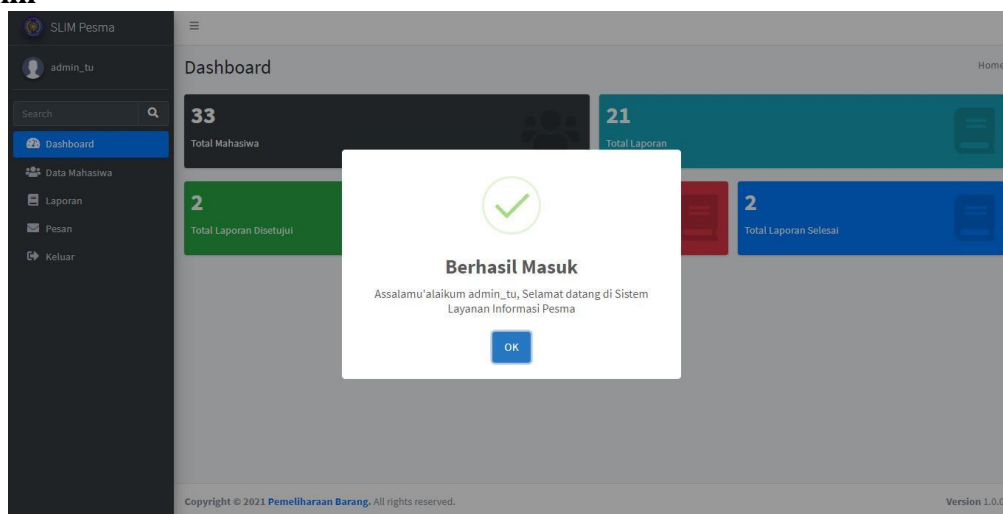 SLIM Pesma
admin_tu
Search
Dashboard
Data Mahasiwa
Laporan
Pesan
Keluar
Dashboard
Home
33
Total Mahasiwa
21
Total Laporan
2
Total Laporan Disetujui
2
Total Laporan Selesai
Berhasil Masuk
Assalamu'alaikum admin_tu, Selamat datang di Sistem
Layanan Informasi Pesma
OK
Copyright © 2021 Pemeliharaan Barang. All rights reserved.
Version 1.0.0